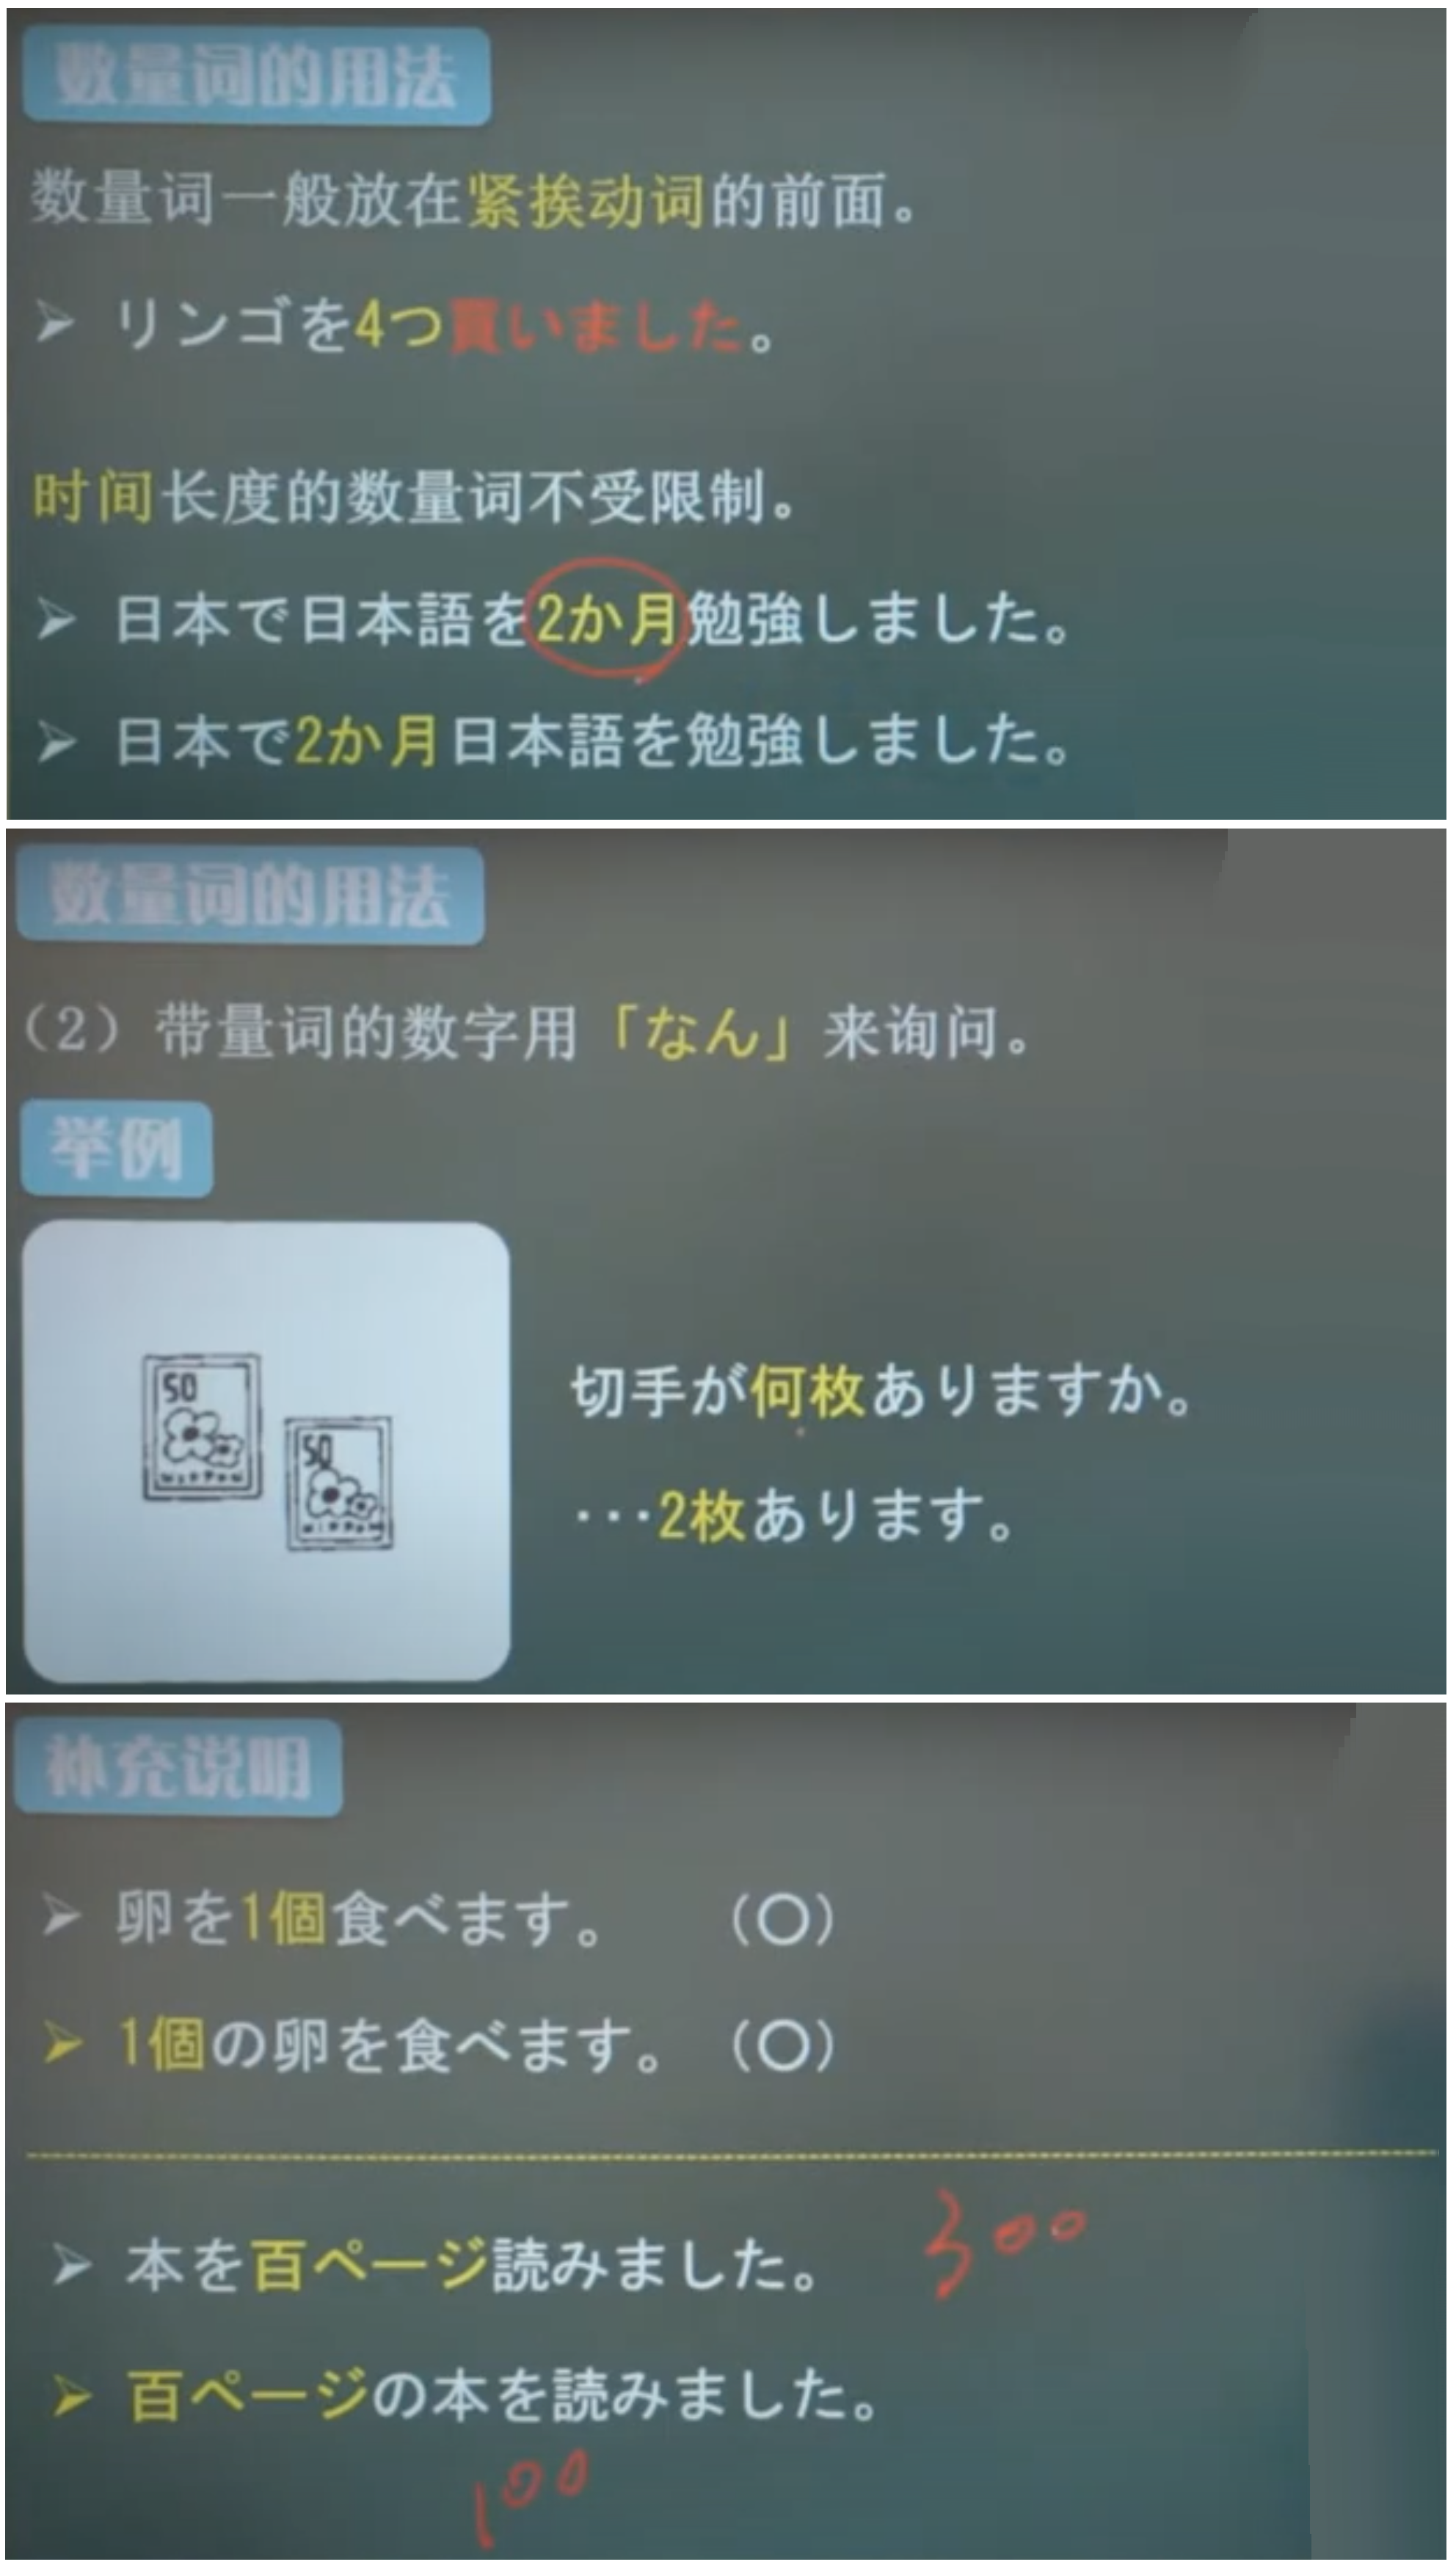 数量词的用法
数量词一般放在紧挨动词的前面。
➢ リンゴを4つ買いました。
时间长度的数量词不受限制。
➢ 日本で日本語を2か月勉強しました。
➢ 日本で2か月日本語を勉強しました。
数量词的用法
（2）带量词的数字用「なん」来询问。
举例
50
NIPPON
50
NIPPON
切手が何枚ありますか。
・・・2枚あります。
补充说明
➢ 卵を1個食べます。 （〇）
➢ 1個の卵を食べます。（〇）
➢ 本を百ページ読みました。 300
➢ 百ページの本を読みました。
100